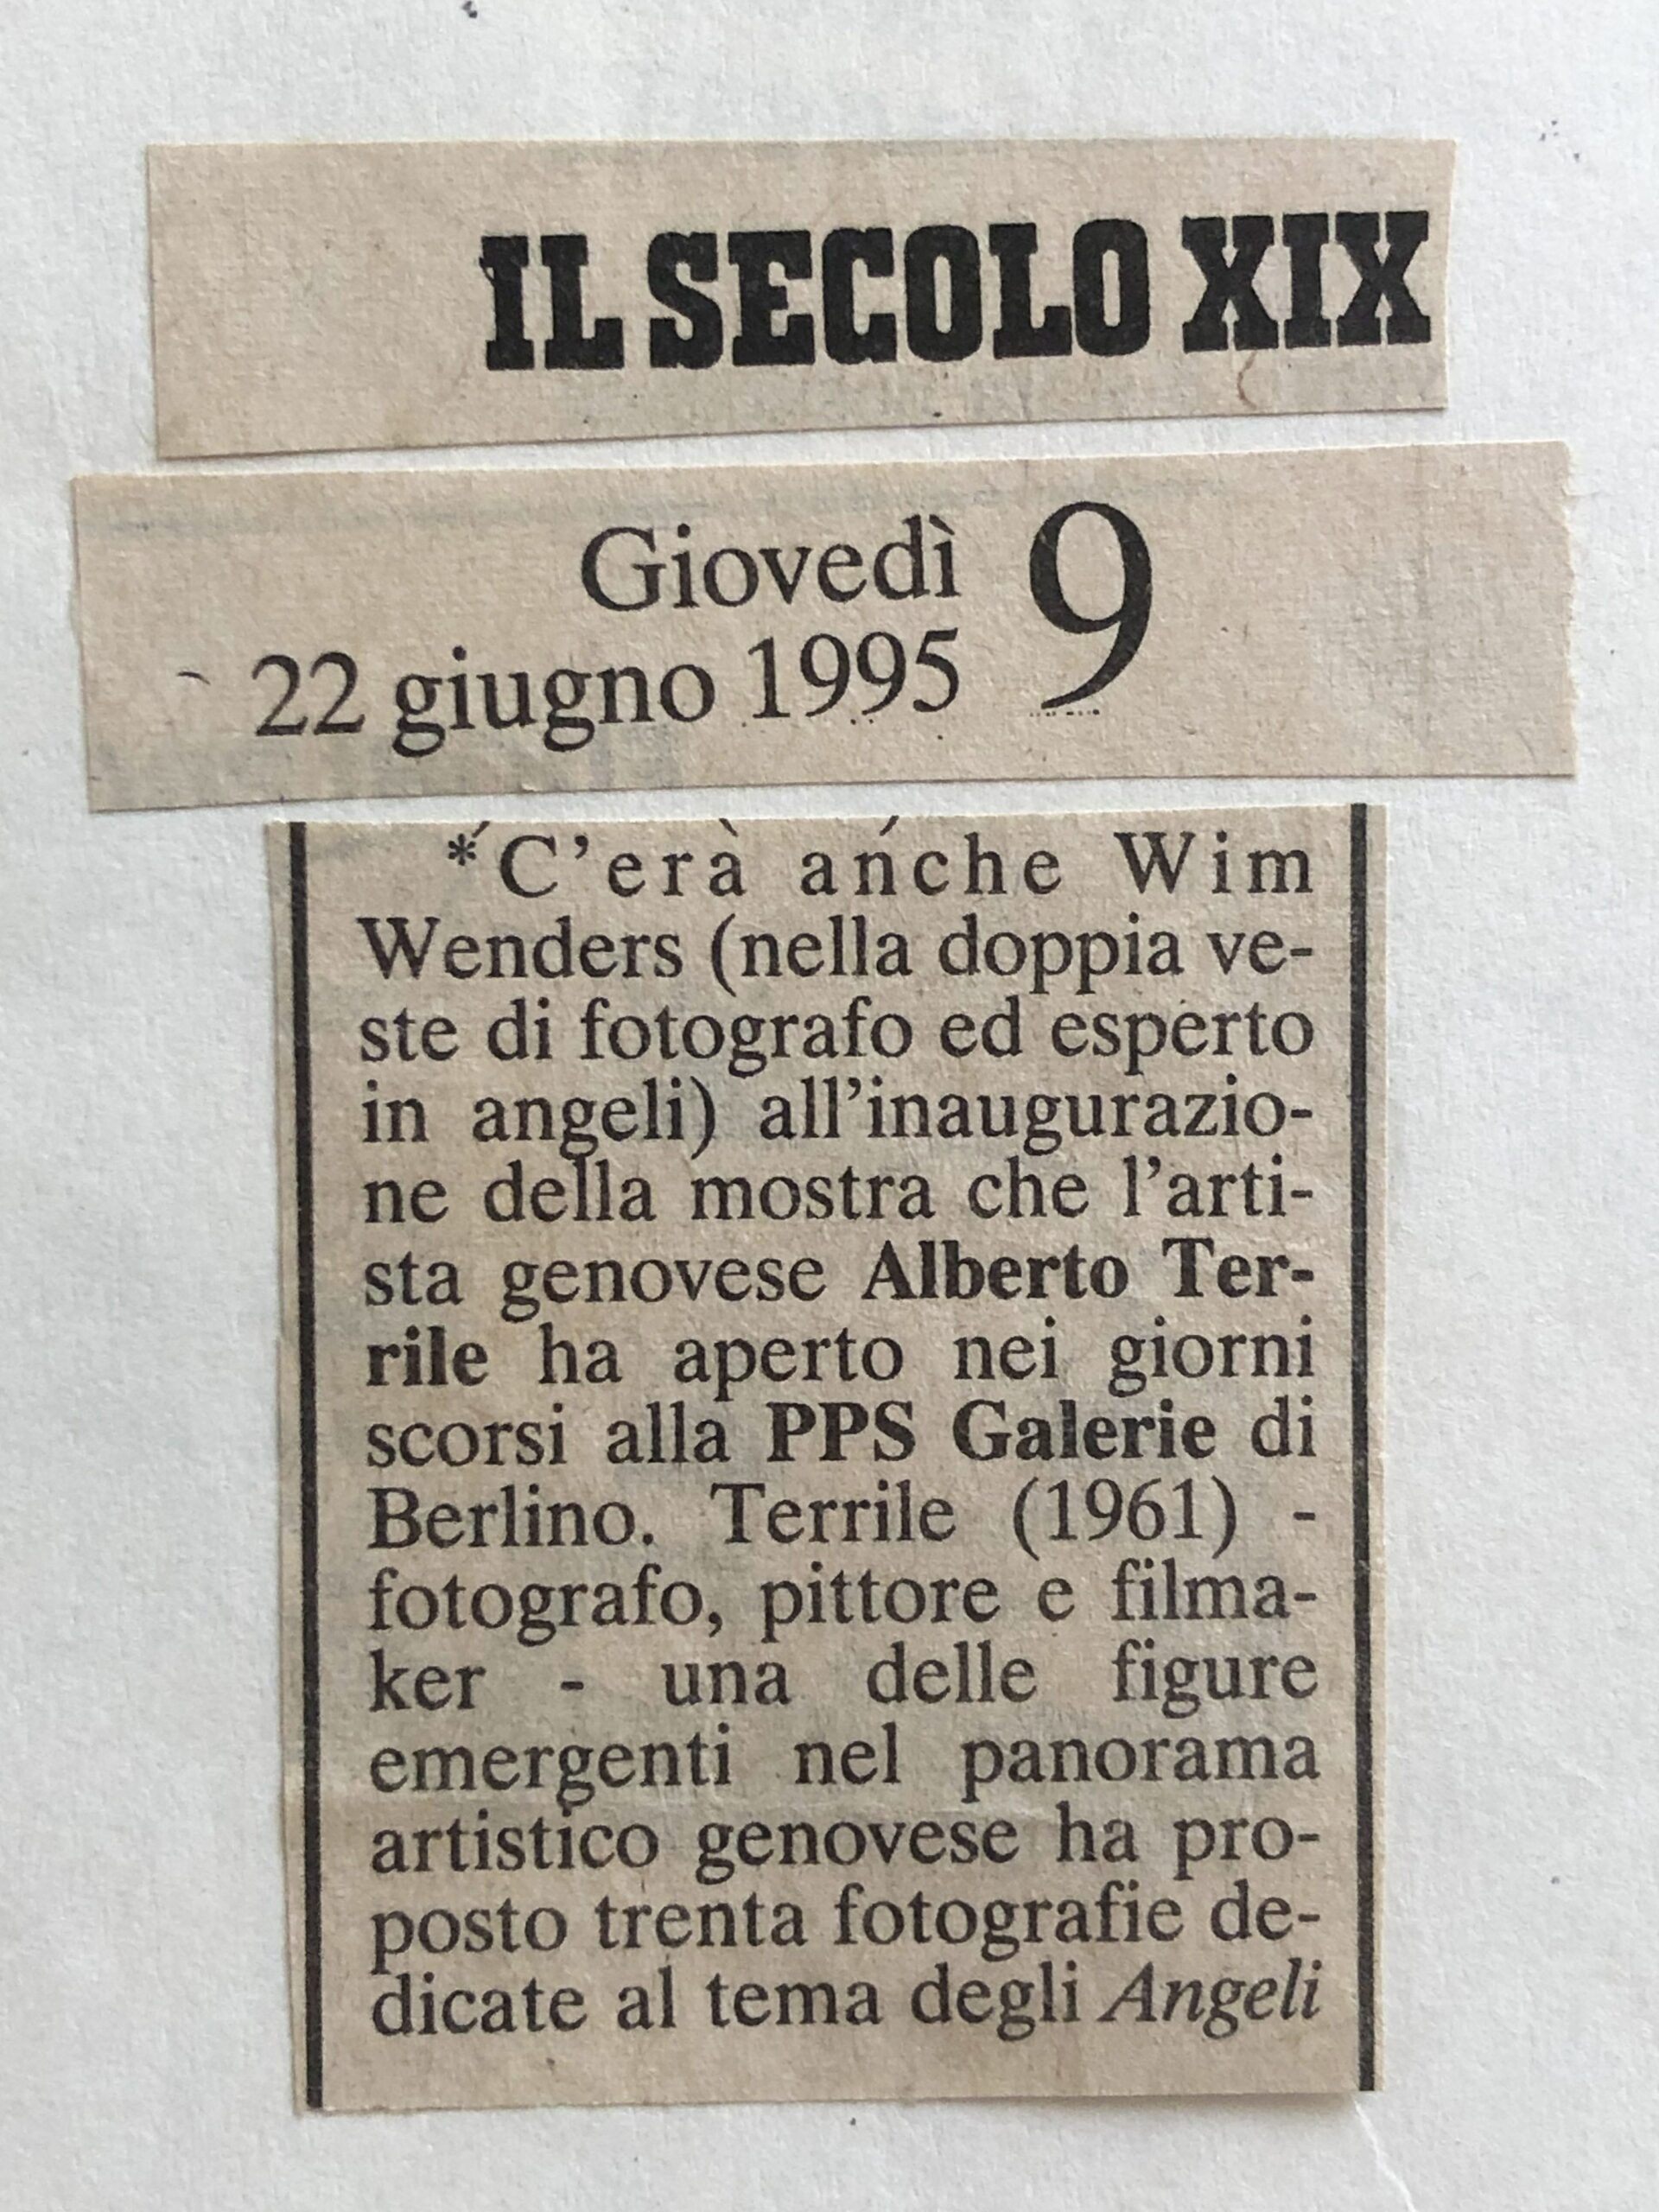 IL SECOLO XIX
Giovedì 9
22 giugno 1995
* C'era anche Wim
Wenders (nella doppia ve-
ste di fotografo ed esperto
in angeli) all'inaugurazio-
ne della mostra che l'arti-
sta genovese Alberto Ter-
rile ha aperto nei giorni
scorsi alla PPS Galerie di
Berlino. Terrile (1961) -
fotografo, pittore e filma-
ker - una delle figure
emergenti nel panorama
artistico genovese ha pro-
posto trenta fotografie de-
dicate al tema degli Angeli